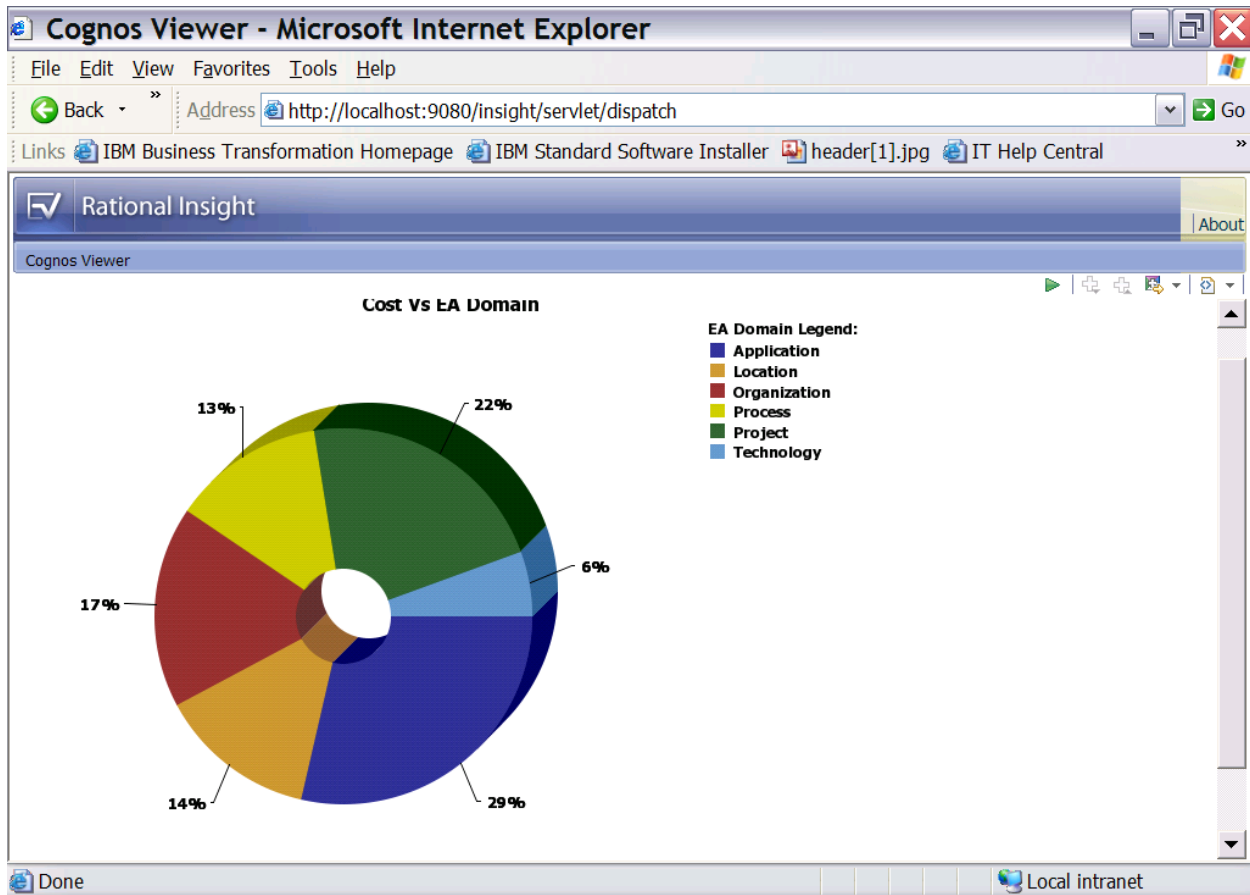 Cognos Viewer - Microsoft Internet Explorer
File Edit View Favorites Tools Help
Back » Address http://localhost:9080/insight/servlet/dispatch Go
Links IBM Business Transformation Homepage IBM Standard Software Installer header[1].jpg IT Help Central »
Rational Insight
About
Cognos Viewer
Cost Vs EA Domain
EA Domain Legend:
Application
Location
Organization
Process
Project
Technology
13%
22%
6%
17%
14%
29%
Done
Local intranet